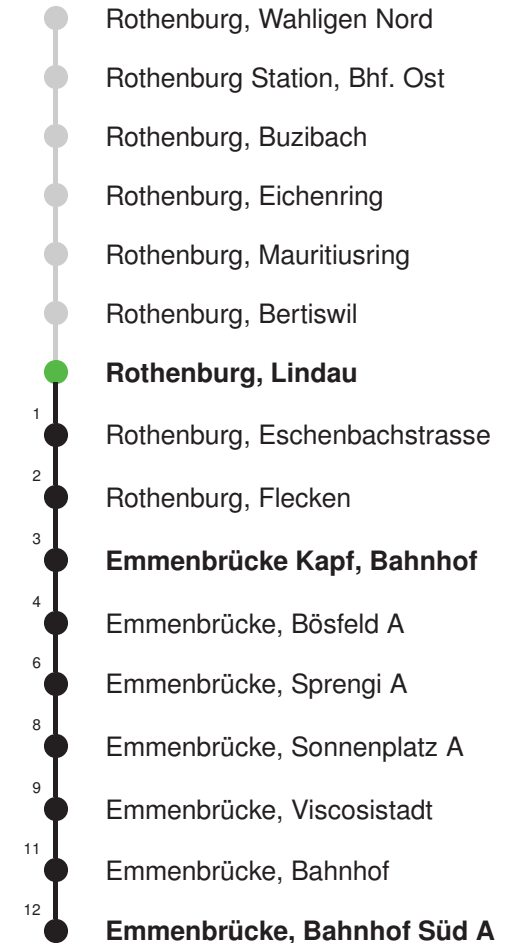 Rothenburg, Wahligen Nord
Rothenburg Station, Bhf. Ost
Rothenburg, Buzibach
Rothenburg, Eichenring
Rothenburg, Mauritiusring
Rothenburg, Bertiswil
Rothenburg, Lindau
1 Rothenburg, Eschenbachstrasse
2 Rothenburg, Flecken
3 Emmenbrücke Kapf, Bahnhof
4 Emmenbrücke, Bösfeld A
6 Emmenbrücke, Sprengi A
8 Emmenbrücke, Sonnenplatz A
9 Emmenbrücke, Viscosistadt
11 Emmenbrücke, Bahnhof
12 Emmenbrücke, Bahnhof Süd A